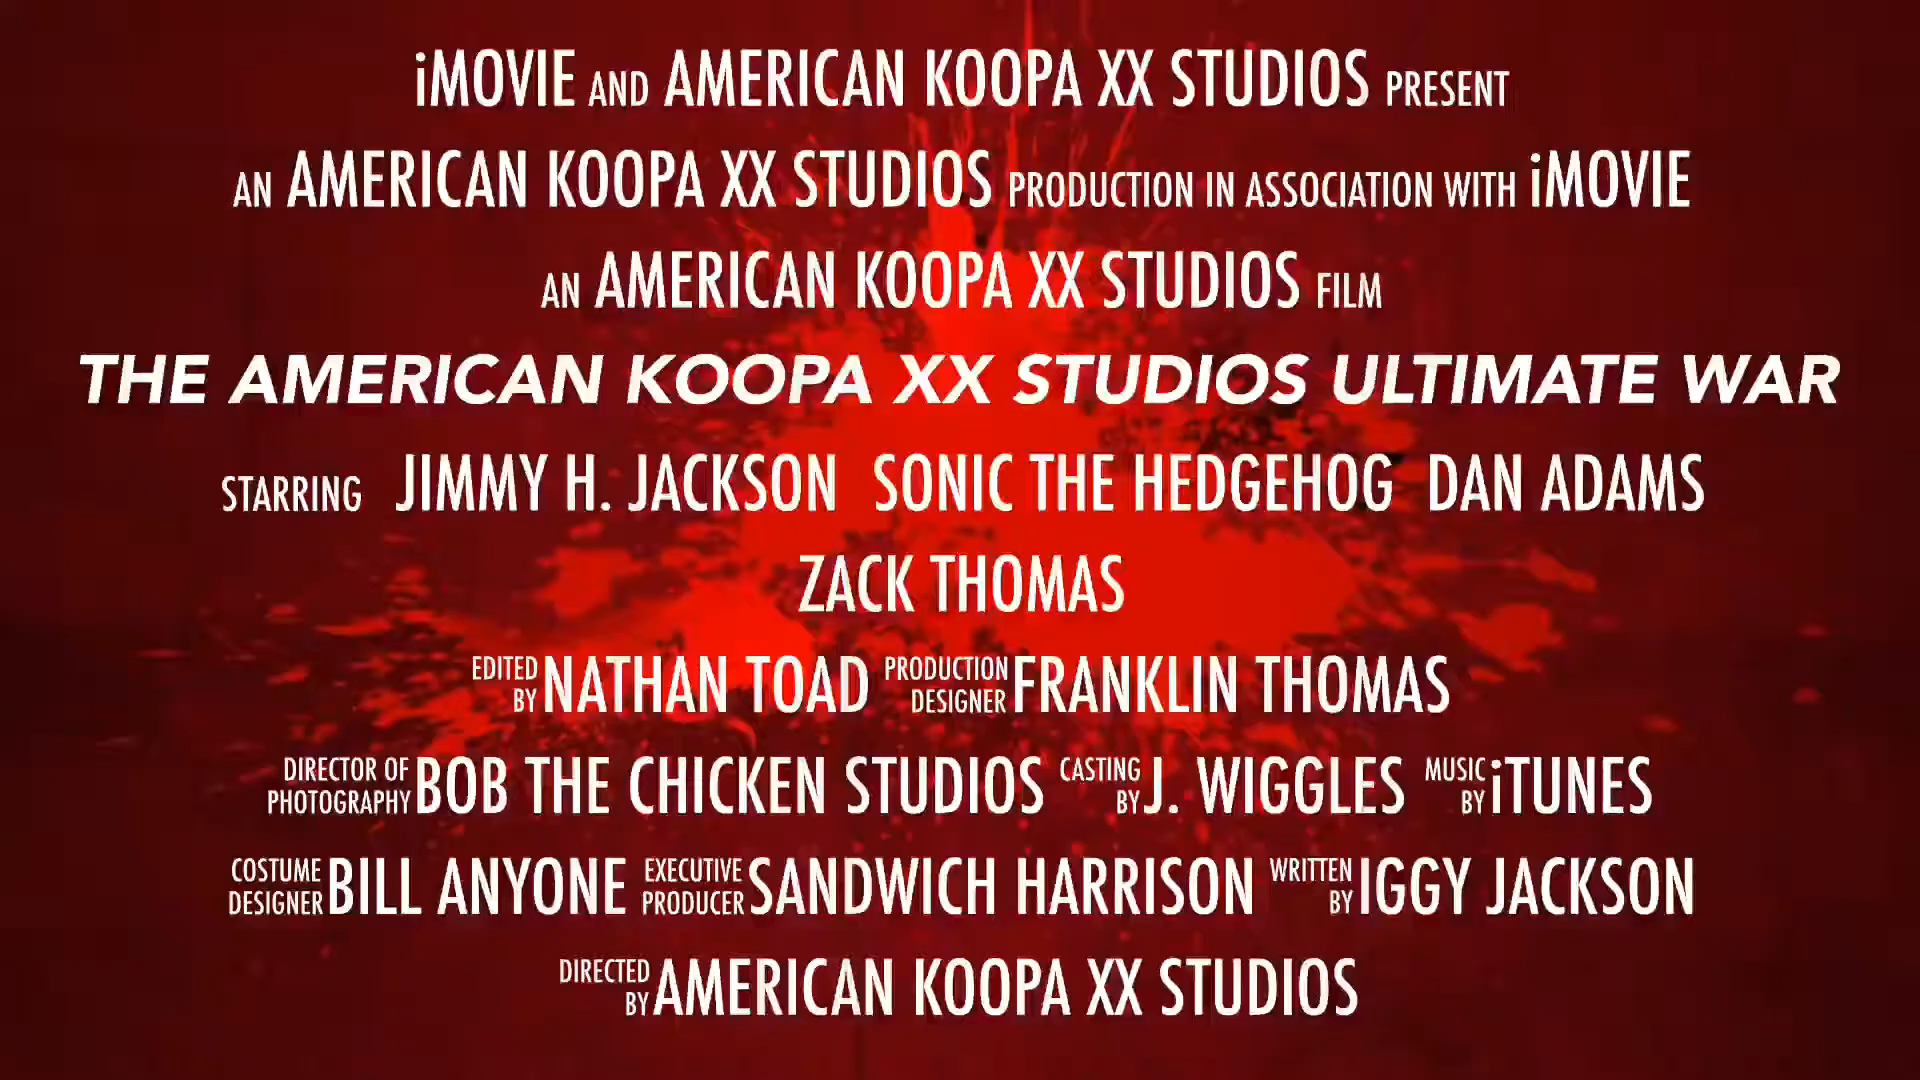 iMOVIE AND AMERICAN KOOPA XX STUDIOS PRESENT
AN AMERICAN KOOPA XX STUDIOS PRODUCTION IN ASSOCIATION WITH iMOVIE
AN AMERICAN KOOPA XX STUDIOS FILM
THE AMERICAN KOOPA XX STUDIOS ULTIMATE WAR
STARRING JIMMY H. JACKSON SONIC THE HEDGEHOG DAN ADAMS
ZACK THOMAS
EDITED BY NATHAN TOAD PRODUCTION DESIGNER FRANKLIN THOMAS
DIRECTOR OF PHOTOGRAPHY BOB THE CHICKEN STUDIOS CASTING BY J. WIGGLES MUSIC BY iTUNES
COSTUME DESIGNER BILL ANYONE EXECUTIVE PRODUCER SANDWICH HARRISON WRITTEN BY IGGY JACKSON
DIRECTED BY AMERICAN KOOPA XX STUDIOS